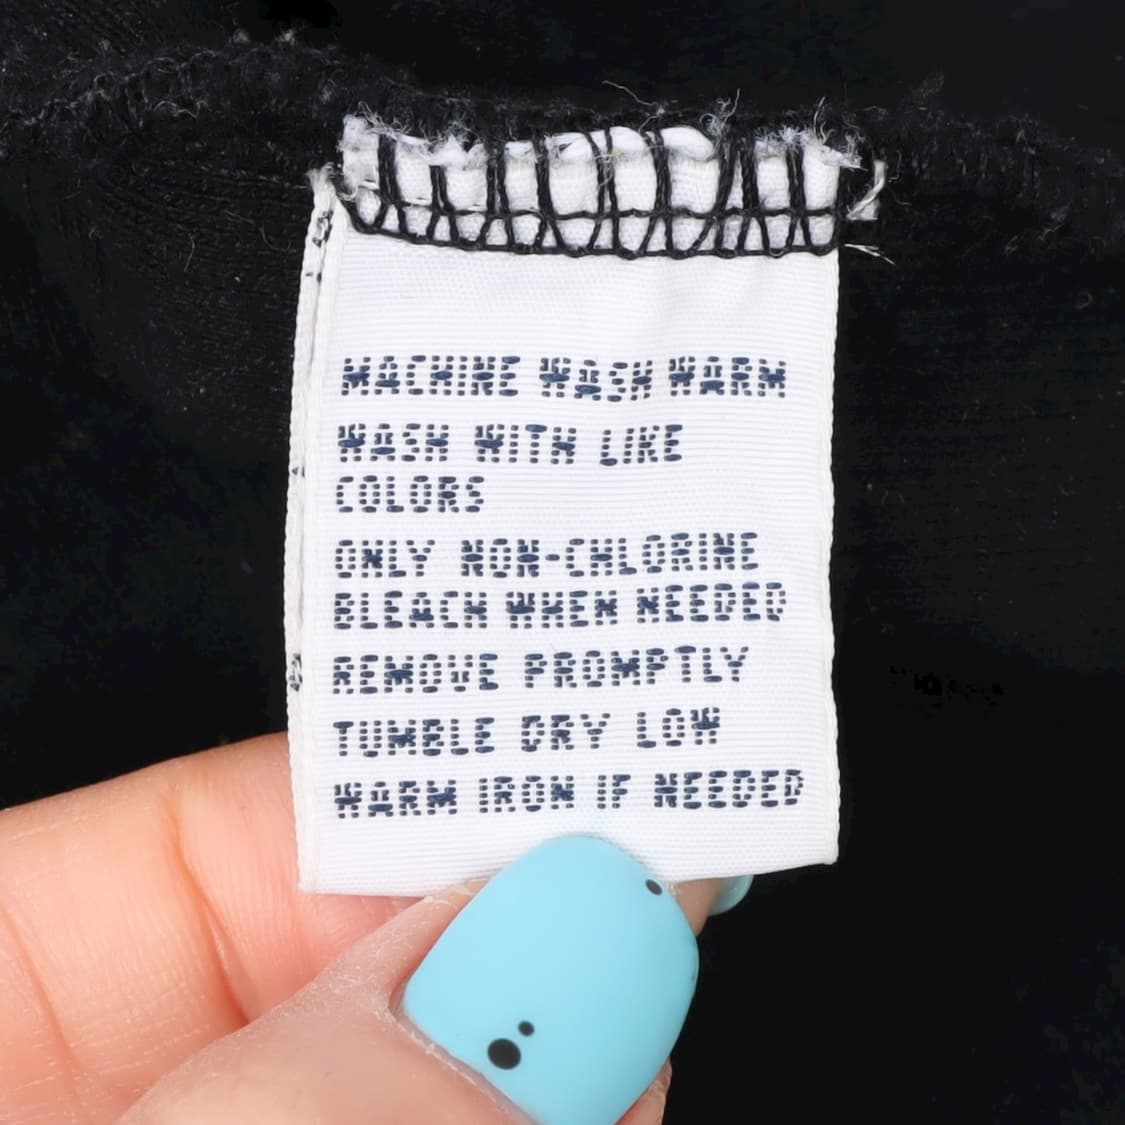 MACHINE WASH WARM
WASH WITH LIKE
COLORS
ONLY NON-CHLORINE
BLEACH WHEN NEEDED
REMOVE PROMPTLY
TUMBLE DRY LOW
WARM IRON IF NEEDED